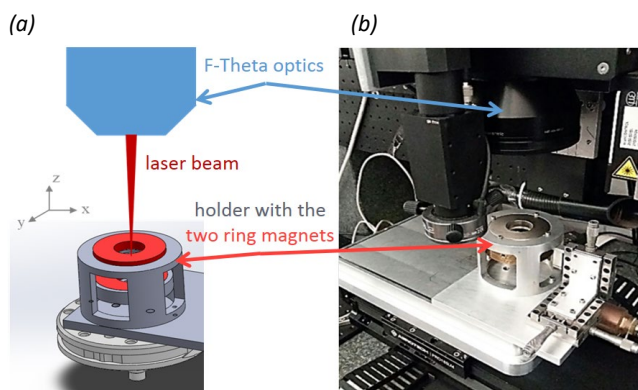 (a)
(b)
F-Theta optics
laser beam
z
x
y
holder with the
two ring magnets